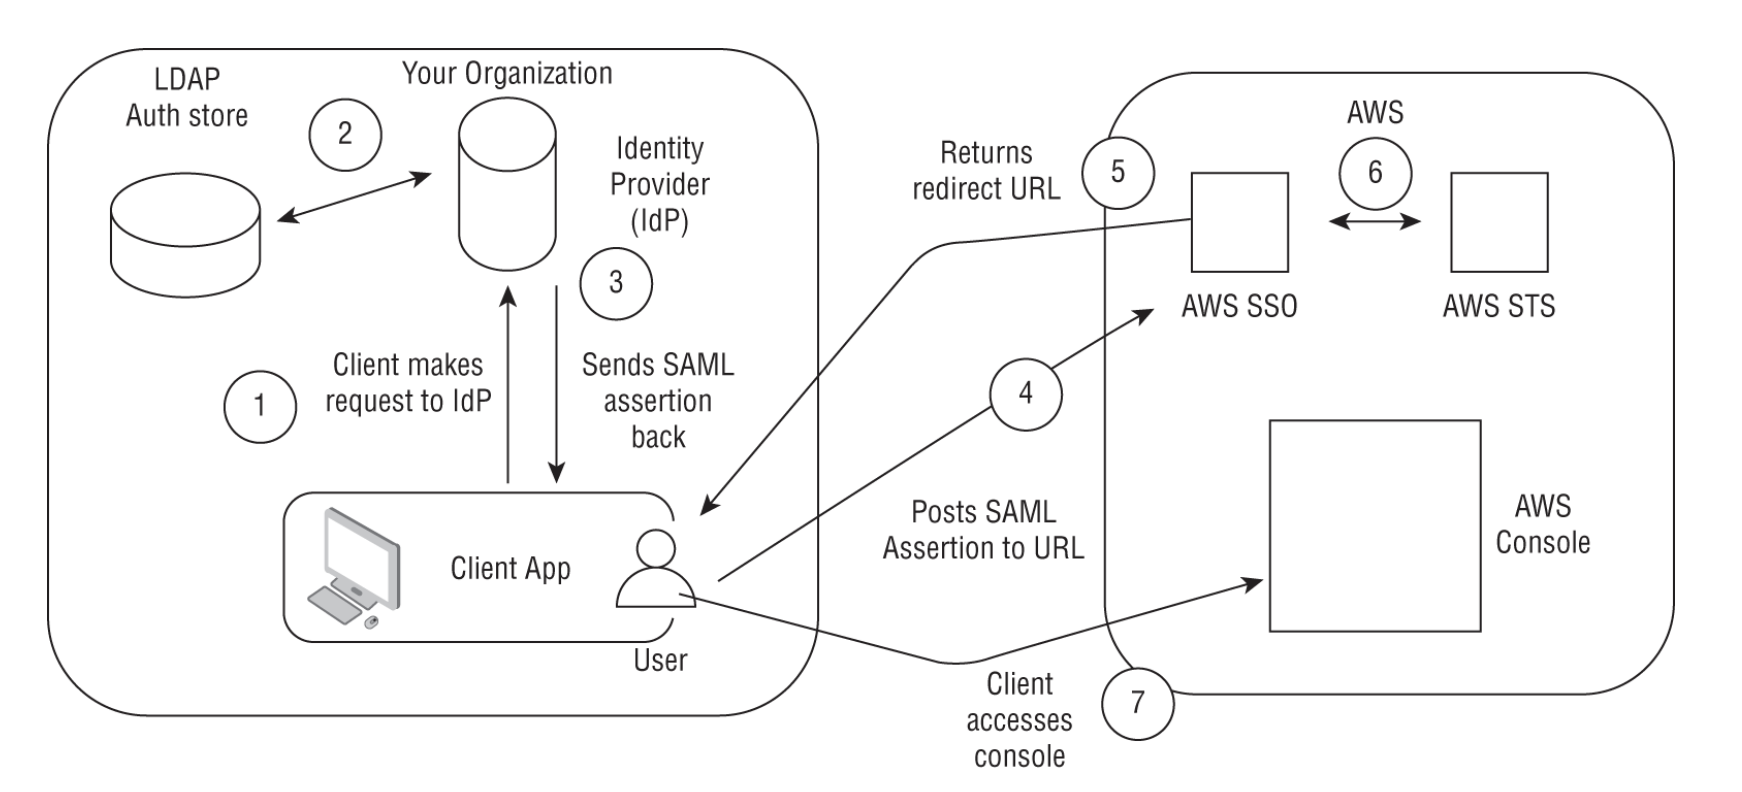 LDAP
Auth store
2
Your Organization
Identity
Provider
(IdP)
3
1
Client makes
request to IdP
Sends SAML
assertion
back
Client App
User
Returns
redirect URL
5
AWS
6
AWS SSO
AWS STS
4
Posts SAML
Assertion to URL
AWS
Console
Client
accesses
console
7